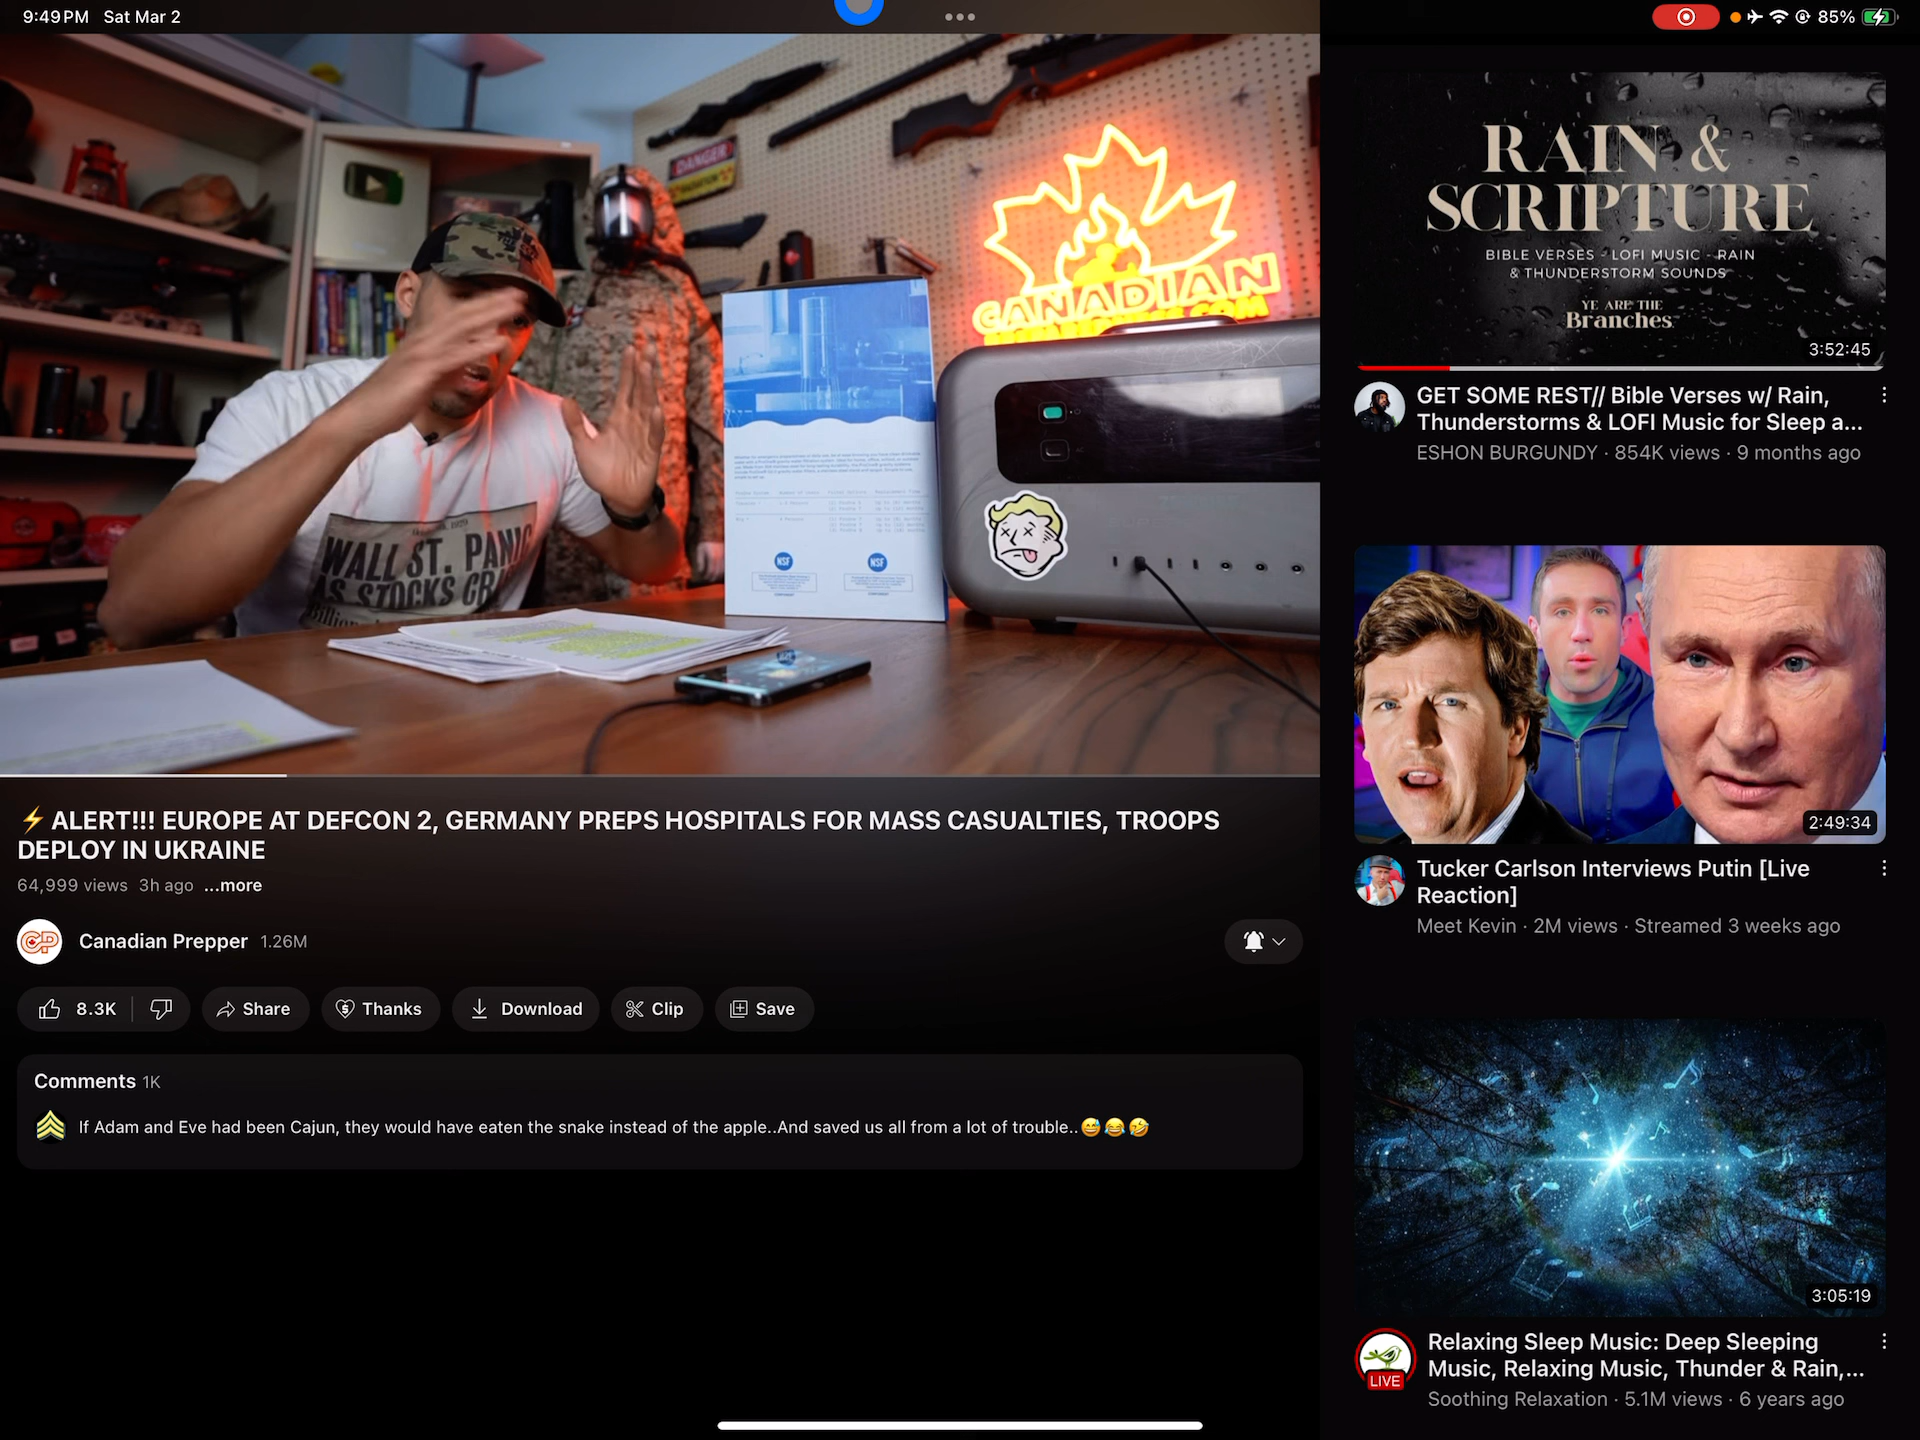 9:49 PM Sat Mar 2
85%
DANGER
CANADIAN
WALL ST. PANIC
AS STOCKS CR
Billion
NSF
NSF
⚡ ALERT!!! EUROPE AT DEFCON 2, GERMANY PREPS HOSPITALS FOR MASS CASUALTIES, TROOPS
DEPLOY IN UKRAINE
64,999 views 3h ago ...more
CP
Canadian Prepper 1.26M
8.3K
Share
Thanks
Download
Clip
Save
Comments 1K
If Adam and Eve had been Cajun, they would have eaten the snake instead of the apple..And saved us all from a lot of trouble..😅😂🤣
RAIN &
SCRIPTURE
BIBLE VERSES - LOFI MUSIC - RAIN
& THUNDERSTORM SOUNDS
YE ARE THE
Branches
3:52:45
GET SOME REST// Bible Verses w/ Rain,
Thunderstorms & LOFI Music for Sleep a...
ESHON BURGUNDY · 854K views · 9 months ago
2:49:34
Tucker Carlson Interviews Putin [Live
Reaction]
Meet Kevin · 2M views · Streamed 3 weeks ago
3:05:19
LIVE
Relaxing Sleep Music: Deep Sleeping
Music, Relaxing Music, Thunder & Rain,...
Soothing Relaxation · 5.1M views · 6 years ago